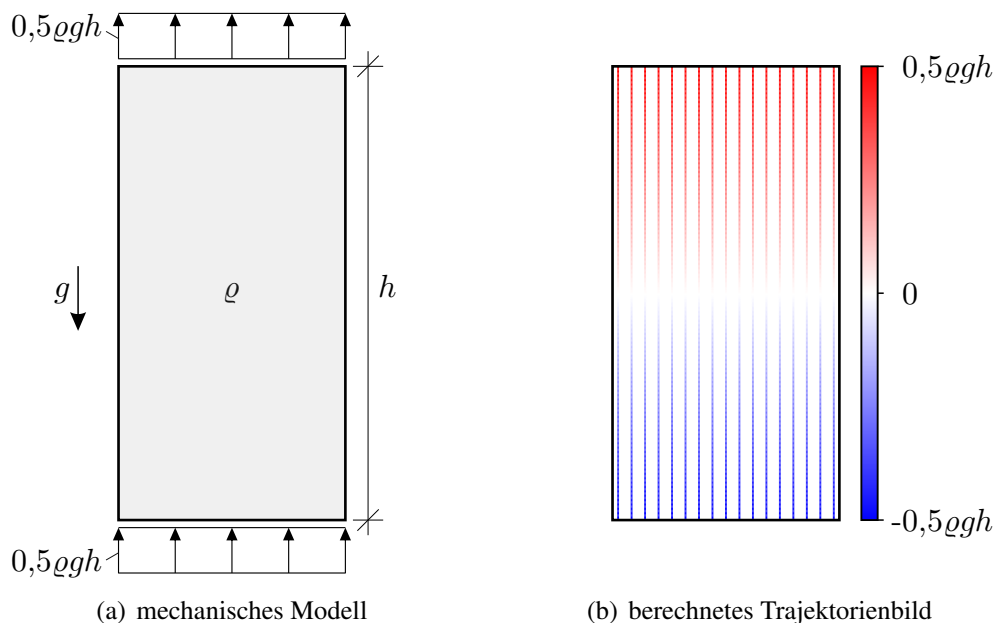 0,5ϱgh
g
ϱ
h
0,5ϱgh
(a) mechanisches Modell
0,5ϱgh
0
-0,5ϱgh
(b) berechnetes Trajektorienbild